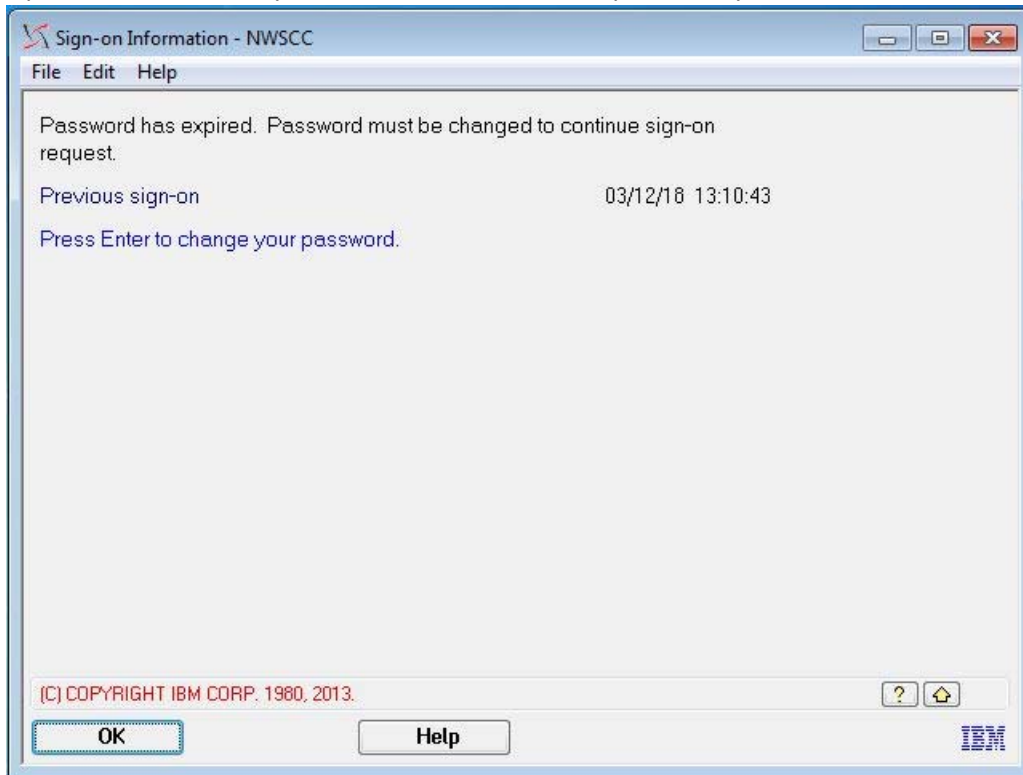 Sign-on Information - NWSCC
File Edit Help
Password has expired. Password must be changed to continue sign-on
request.
Previous sign-on 03/12/18 13:10:43
Press Enter to change your password.
(C) COPYRIGHT IBM CORP. 1980, 2013.
?
OK Help IBM